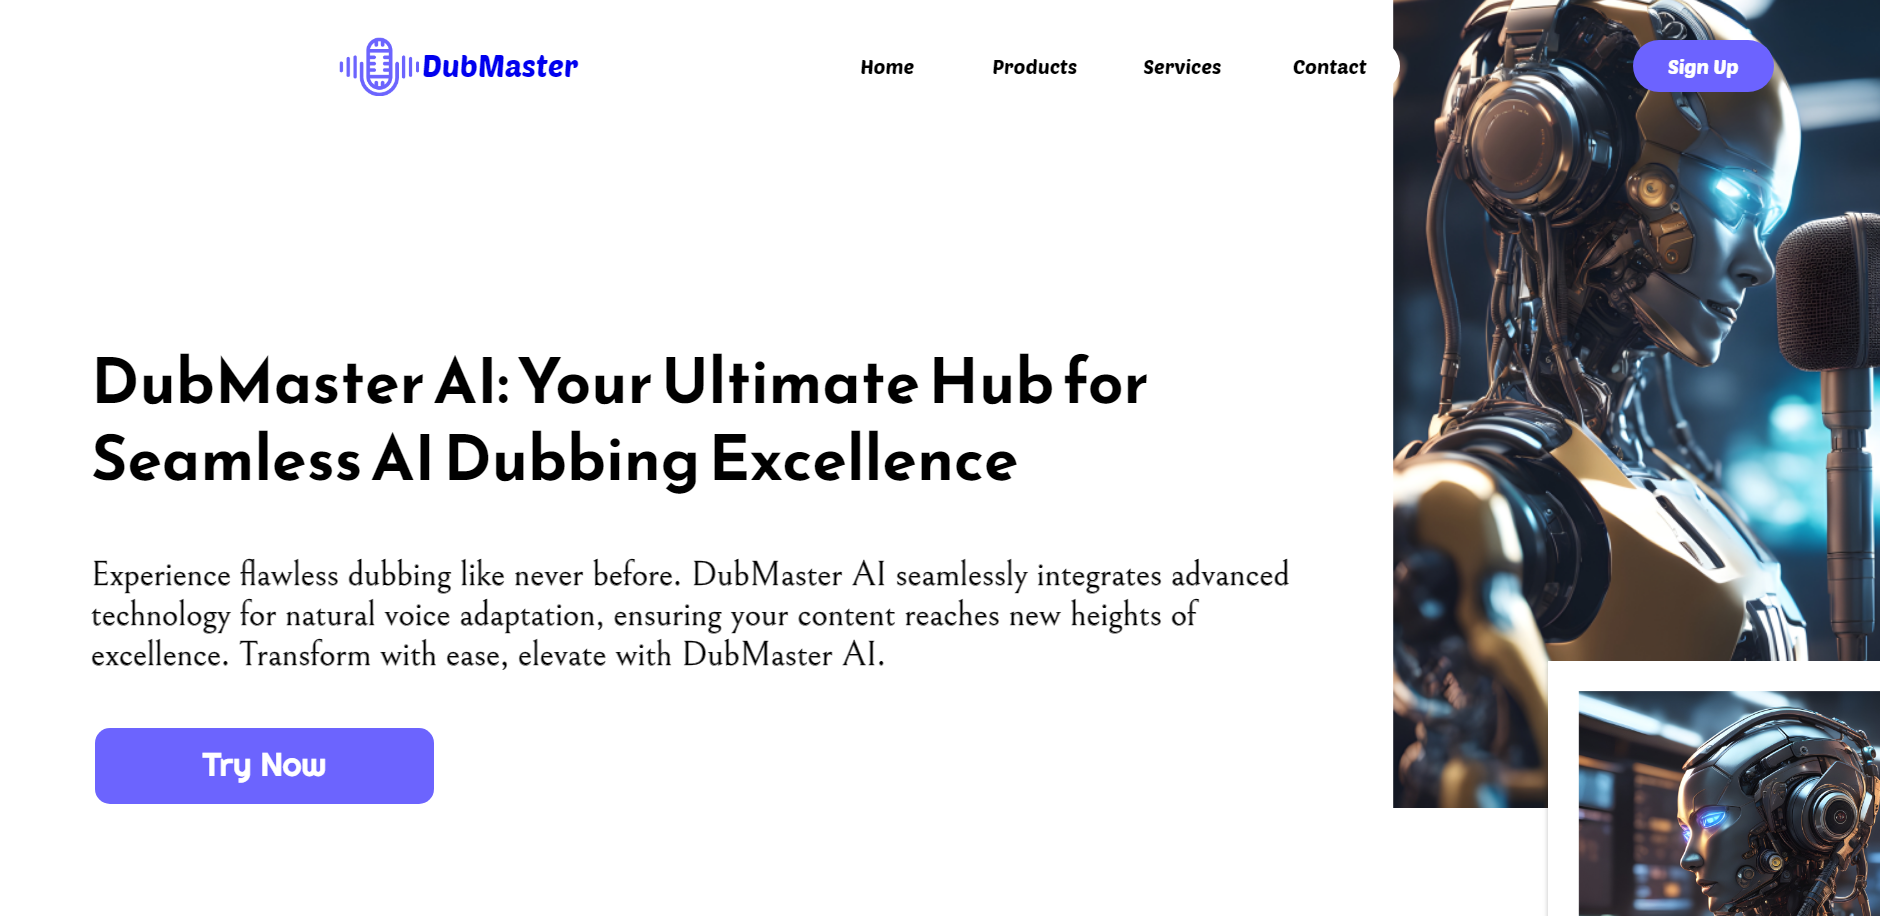 DubMaster
Home Products Services Contact Sign Up
DubMaster AI: Your Ultimate Hub for
Seamless AI Dubbing Excellence
Experience flawless dubbing like never before. DubMaster AI seamlessly integrates advanced
technology for natural voice adaptation, ensuring your content reaches new heights of
excellence. Transform with ease, elevate with DubMaster AI.
Try Now